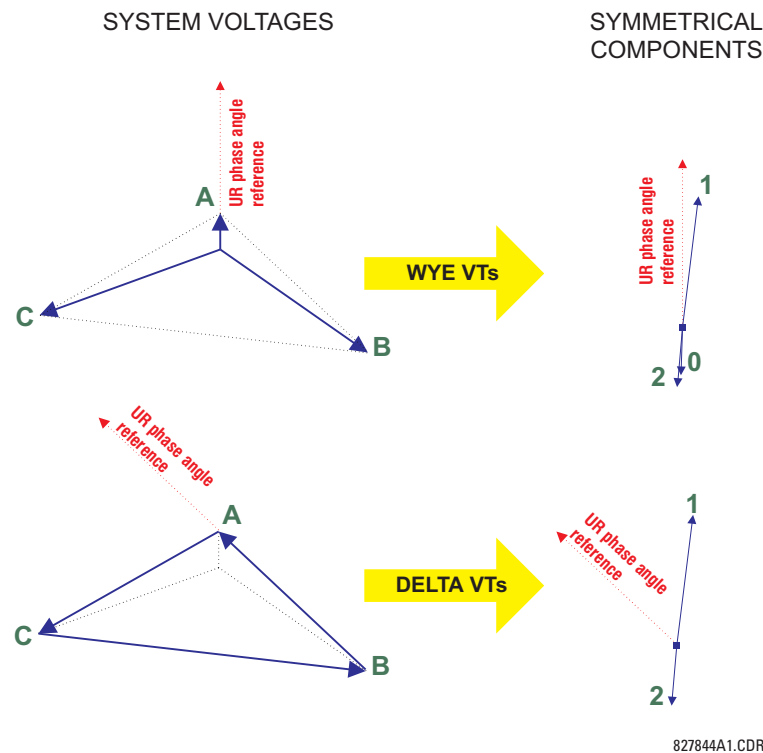 SYSTEM VOLTAGES
SYMMETRICAL
COMPONENTS
UR phase angle
reference
A
C
B
WYE VTs
UR phase angle
reference
1
2
0
UR phase angle
reference
A
C
B
DELTA VTs
UR phase angle
reference
1
2
827844A1.CDR